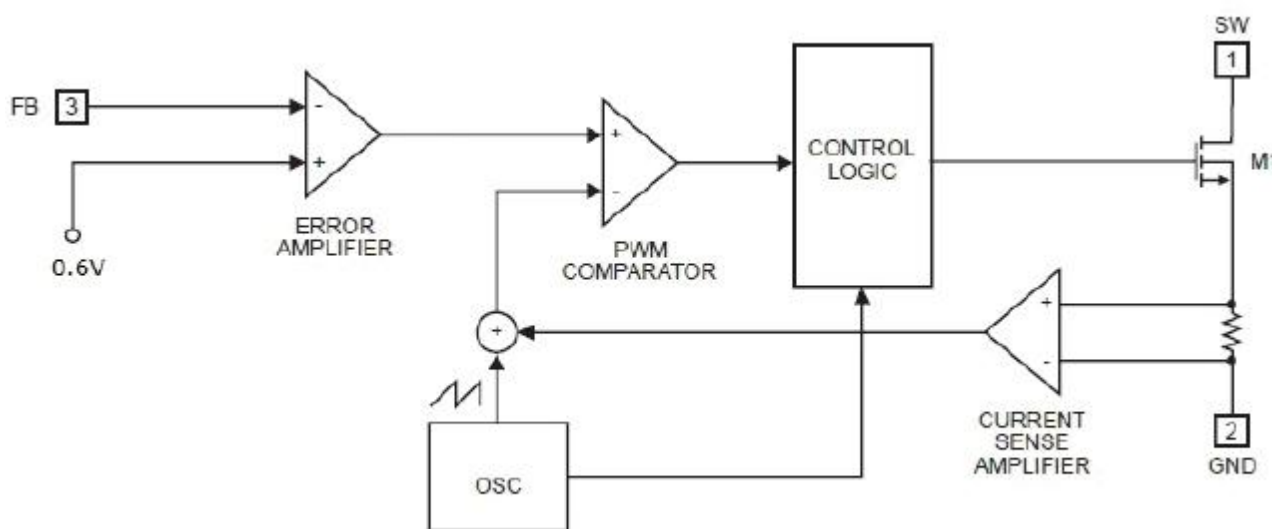 SW
1
FB 3
-
+
+
-
CONTROL
LOGIC
M1
ERROR
AMPLIFIER
0.6V
PWM
COMPARATOR
+
+
-
CURRENT
SENSE
AMPLIFIER
2
GND
OSC